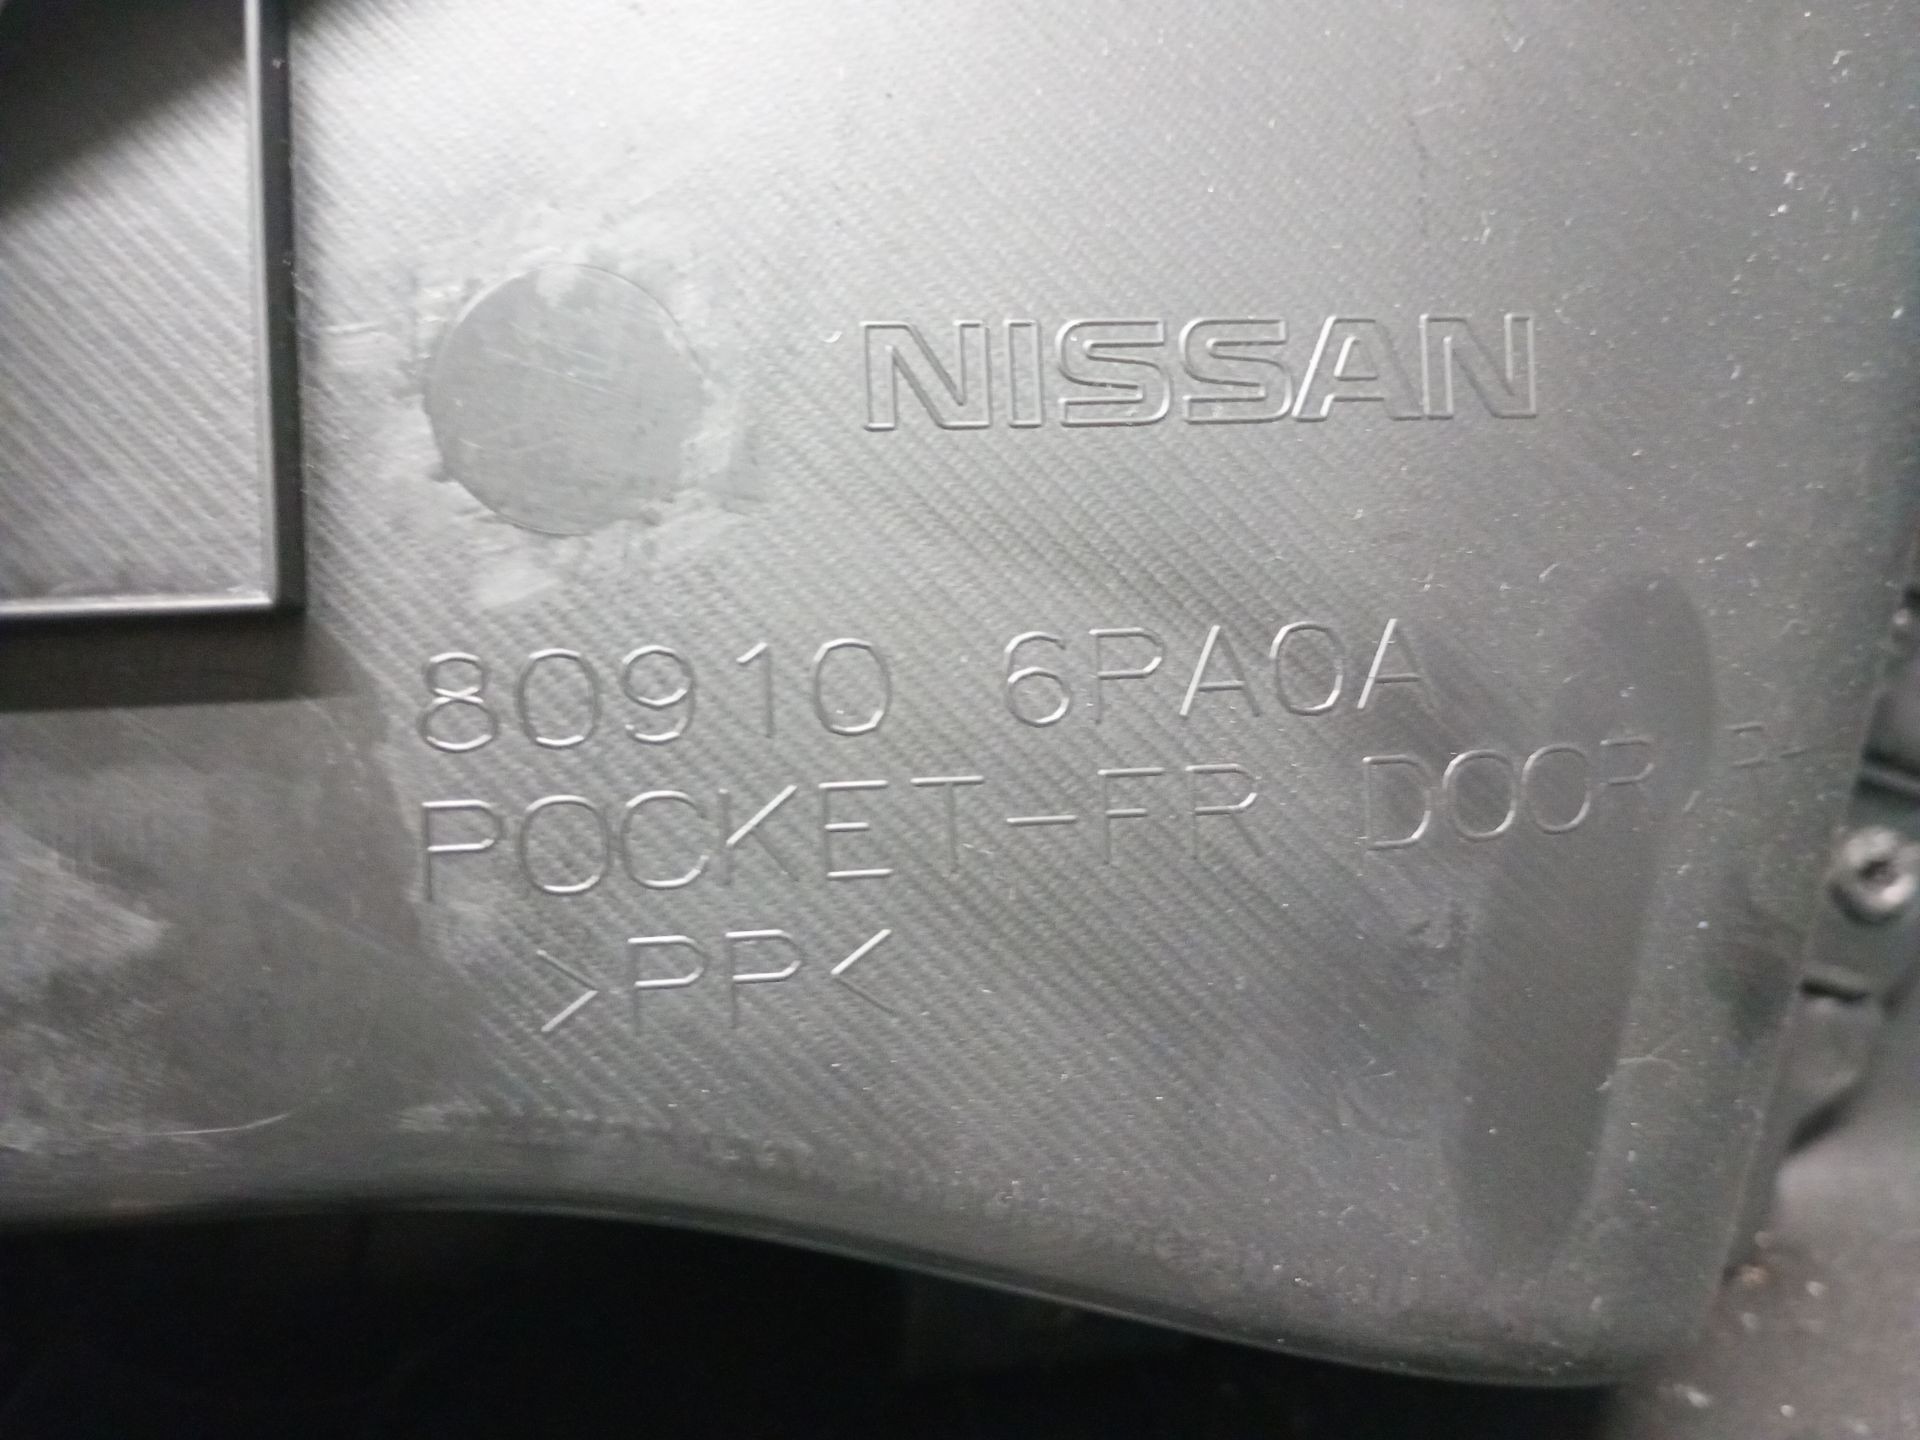 NISSAN
80910 6PA0A
POCKET-FR DOOR,
>PP<